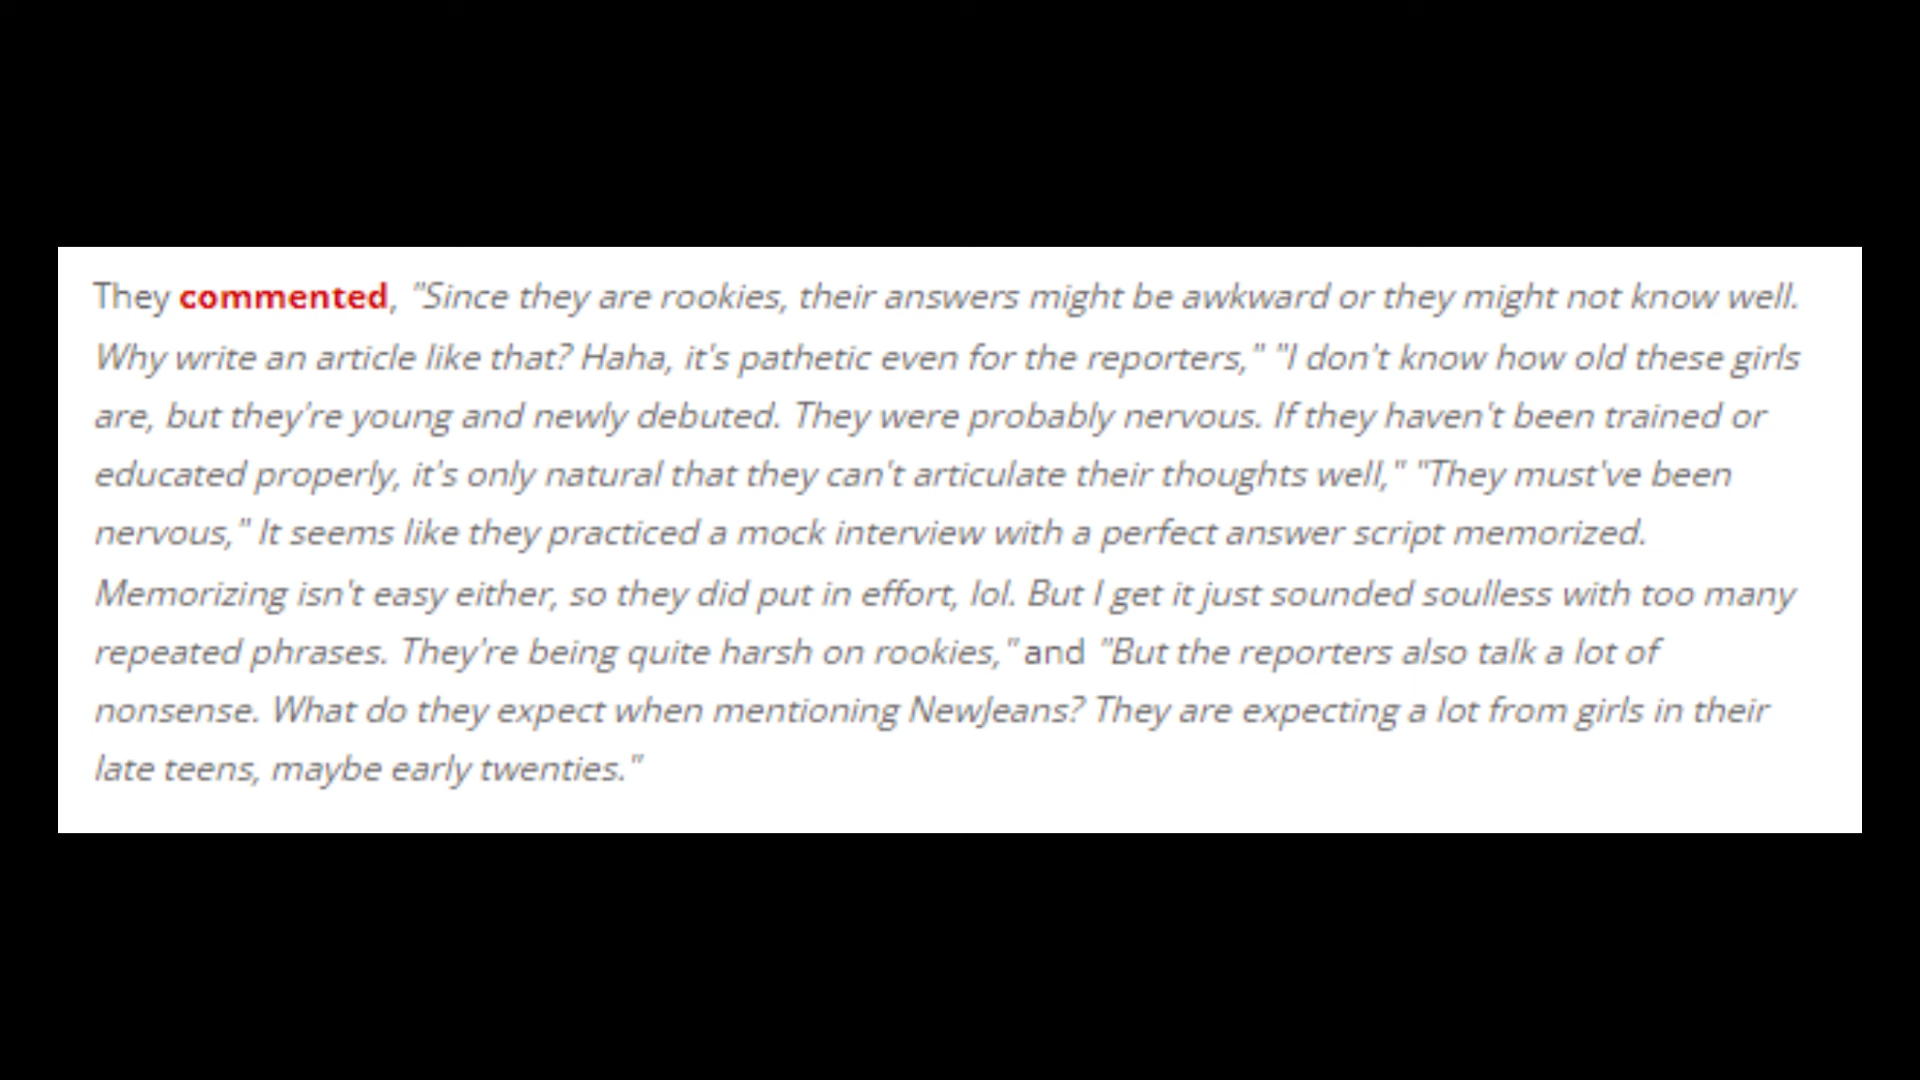 They commented, "Since they are rookies, their answers might be awkward or they might not know well.
Why write an article like that? Haha, it's pathetic even for the reporters," "I don't know how old these girls
are, but they're young and newly debuted. They were probably nervous. If they haven't been trained or
educated properly, it's only natural that they can't articulate their thoughts well," "They must've been
nervous," It seems like they practiced a mock interview with a perfect answer script memorized.
Memorizing isn't easy either, so they did put in effort, lol. But I get it just sounded soulless with too many
repeated phrases. They're being quite harsh on rookies," and "But the reporters also talk a lot of
nonsense. What do they expect when mentioning NewJeans? They are expecting a lot from girls in their
late teens, maybe early twenties."